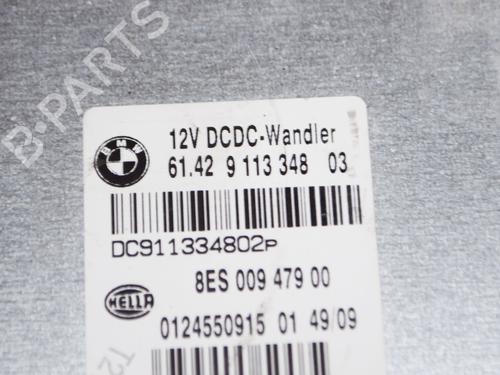 B-PARTS
BMW
12V DCDC-Wandler
61.42 9 113 348 03
DC911334802P
8ES 009 479 00
HELLA
0124550915 01 49/09